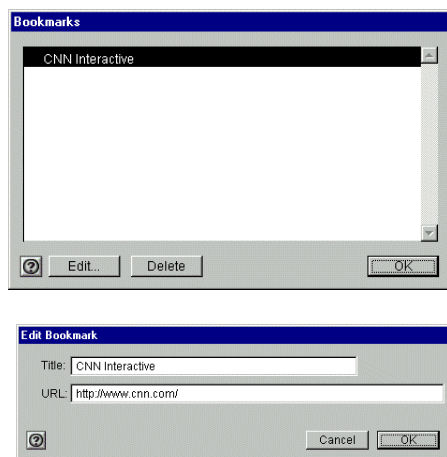 Bookmarks
CNN Interactive
? Edit... Delete OK
Edit Bookmark
Title: CNN Interactive
URL: http://www.cnn.com/
? Cancel OK